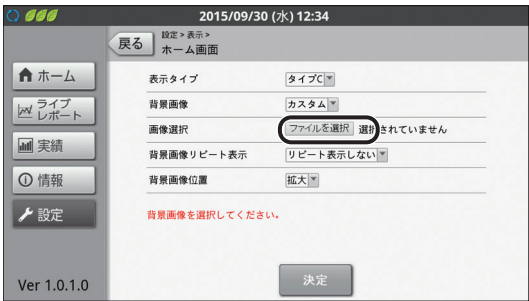 2015/09/30 (水) 12:34
戻る
設定 > 表示 >
ホーム画面
ホーム
ライブ
レポート
実績
情報
設定
Ver 1.0.1.0
表示タイプ タイプC
背景画像 カスタム
画像選択 ファイルを選択 選択されていません
背景画像リピート表示 リピート表示しない
背景画像位置 拡大
背景画像を選択してください。
決定